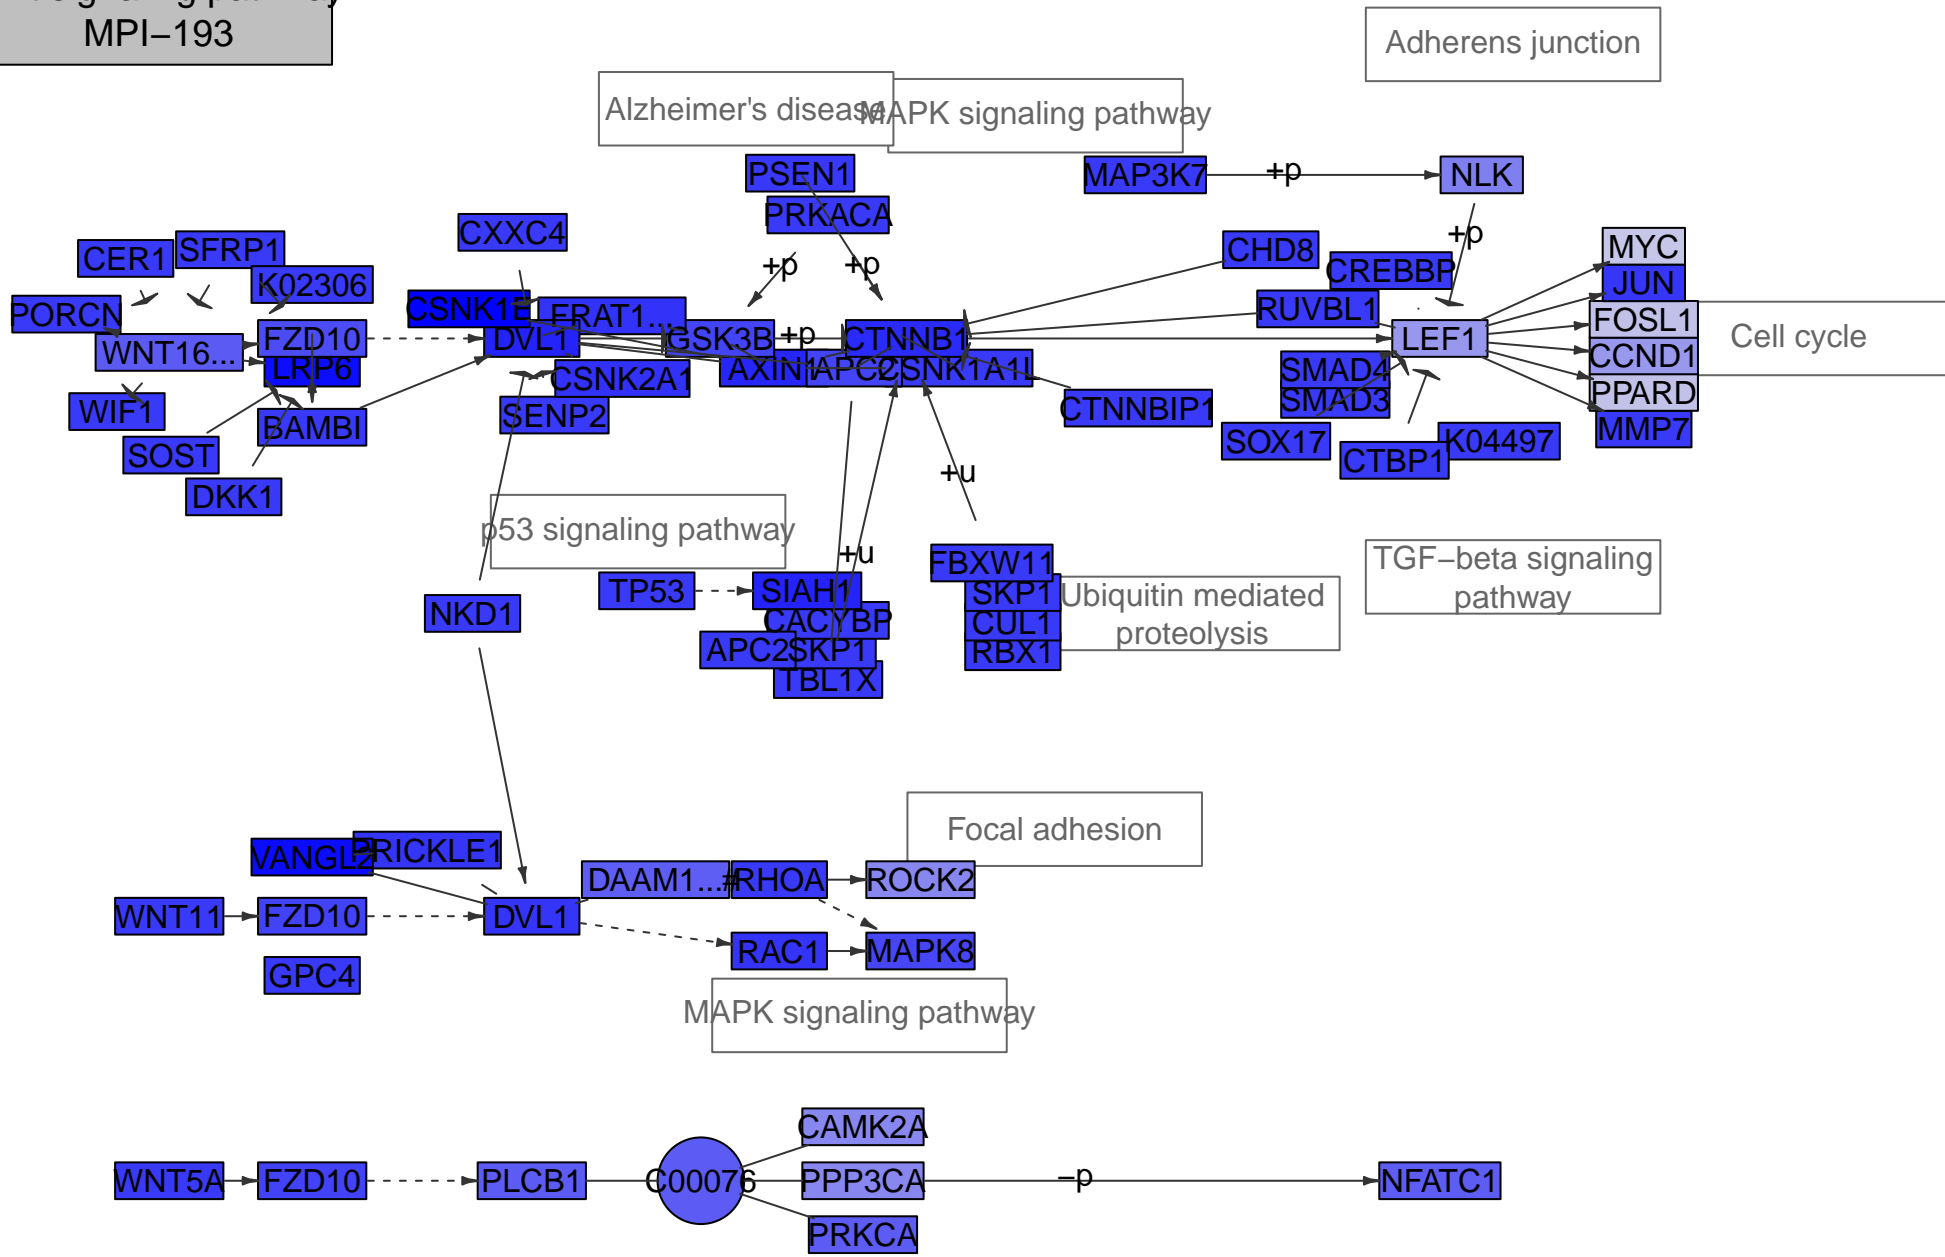 MPI−193
Adherens junction
Alzheimer's disease
MAPK signaling pathway
PSEN1
MAP3K7
+p
NLK
PRKACA
CXXC4
CER1
SFRP1
K02306
+p
+p
CHD8
CREBBP
+p
MYC
JUN
PORCN
CSNK1E
FRAT1...
RUVBL1
FOSL1
WNT16...
FZD10
DVL1
GSK3B
+p
CTNNB1
LEF1
Cell cycle
LRP6
AXIN1
APC2
CSNK1A1L
CCND1
CSNK2A1
SMAD4
PPARD
WIF1
BAMBI
SENP2
CTNNBIP1
SMAD3
MMP7
SOST
SOX17
CTBP1
K04497
DKK1
+u
p53 signaling pathway
+u
FBXW11
TGF−beta signaling
pathway
TP53
SIAH1
SKP1
Ubiquitin mediated
proteolysis
NKD1
CACYBP
CUL1
APC2
SKP1
RBX1
TBL1X
Focal adhesion
VANGL2
PRICKLE1
DAAM1...
RHOA
ROCK2
WNT11
FZD10
DVL1
RAC1
MAPK8
GPC4
MAPK signaling pathway
CAMK2A
WNT5A
FZD10
PLCB1
C00076
PPP3CA
−p
NFATC1
PRKCA